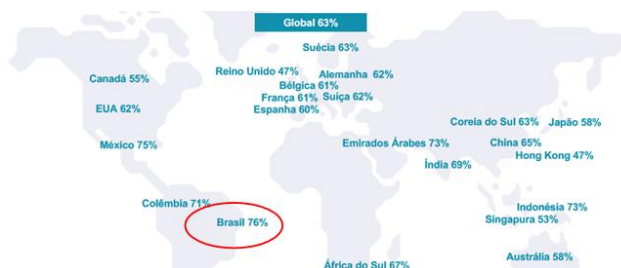 Global 63%
Suécia 63%
Canadá 55%
Reino Unido 47%
Alemanha 62%
Bélgica 61%
EUA 62%
França 61%
Suíça 62%
Espanha 60%
Coreia do Sul 63%
Japão 58%
México 75%
Emirados Árabes 73%
China 65%
Hong Kong 47%
Índia 69%
Colômbia 71%
Indonésia 73%
Brasil 76%
Singapura 53%
Austrália 58%
África do Sul 67%